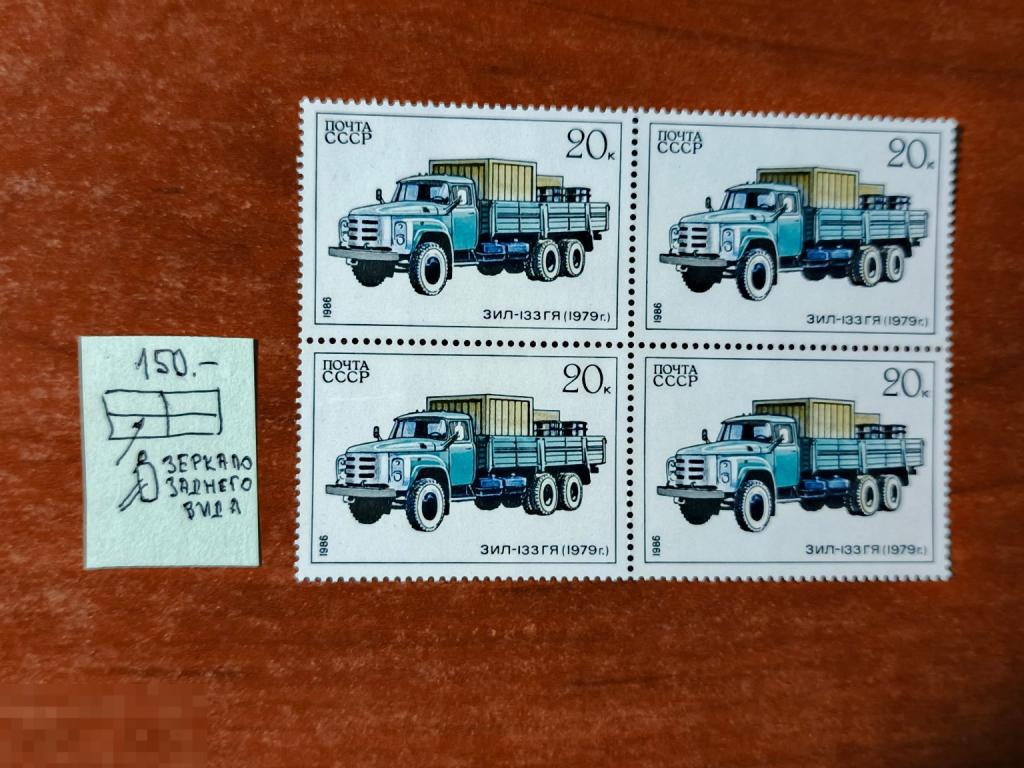 ПОЧТА
СССР
20к
1986
ЗИЛ-133ГЯ (1979г.)
ПОЧТА
СССР
20к
1986
ЗИЛ-133ГЯ (1979г.)
150.-
ЗЕРКАЛО
ЗАДНЕГО
ВИДА
ПОЧТА
СССР
20к
1986
ЗИЛ-133ГЯ (1979г.)
ПОЧТА
СССР
20к
1986
ЗИЛ-133ГЯ (1979г.)